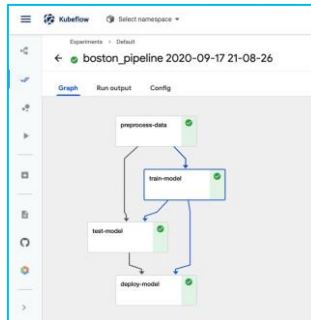 Kubeflow
Select namespace
Experiments > Default
boston_pipeline 2020-09-17 21-08-26
Graph Run output Config
preprocess-data
train-model
test-model
deploy-model